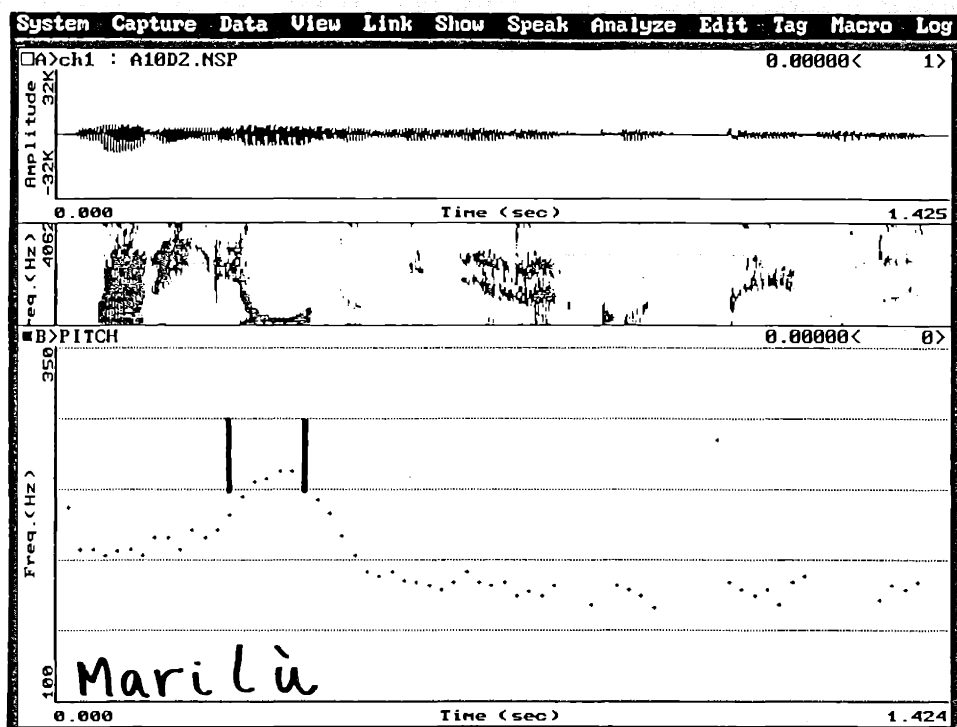 System Capture Data View Link Show Speak Analyze Edit Tag Macro Log
A>ch1 : A10D2.NSP 0.00000< 1>
32K
Amplitude
-32K
0.000 Time (sec) 1.425
4062
req.(Hz)
B>PITCH 0.00000< 0>
350
Freq.(Hz)
100
Marilù
0.000 Time (sec) 1.424